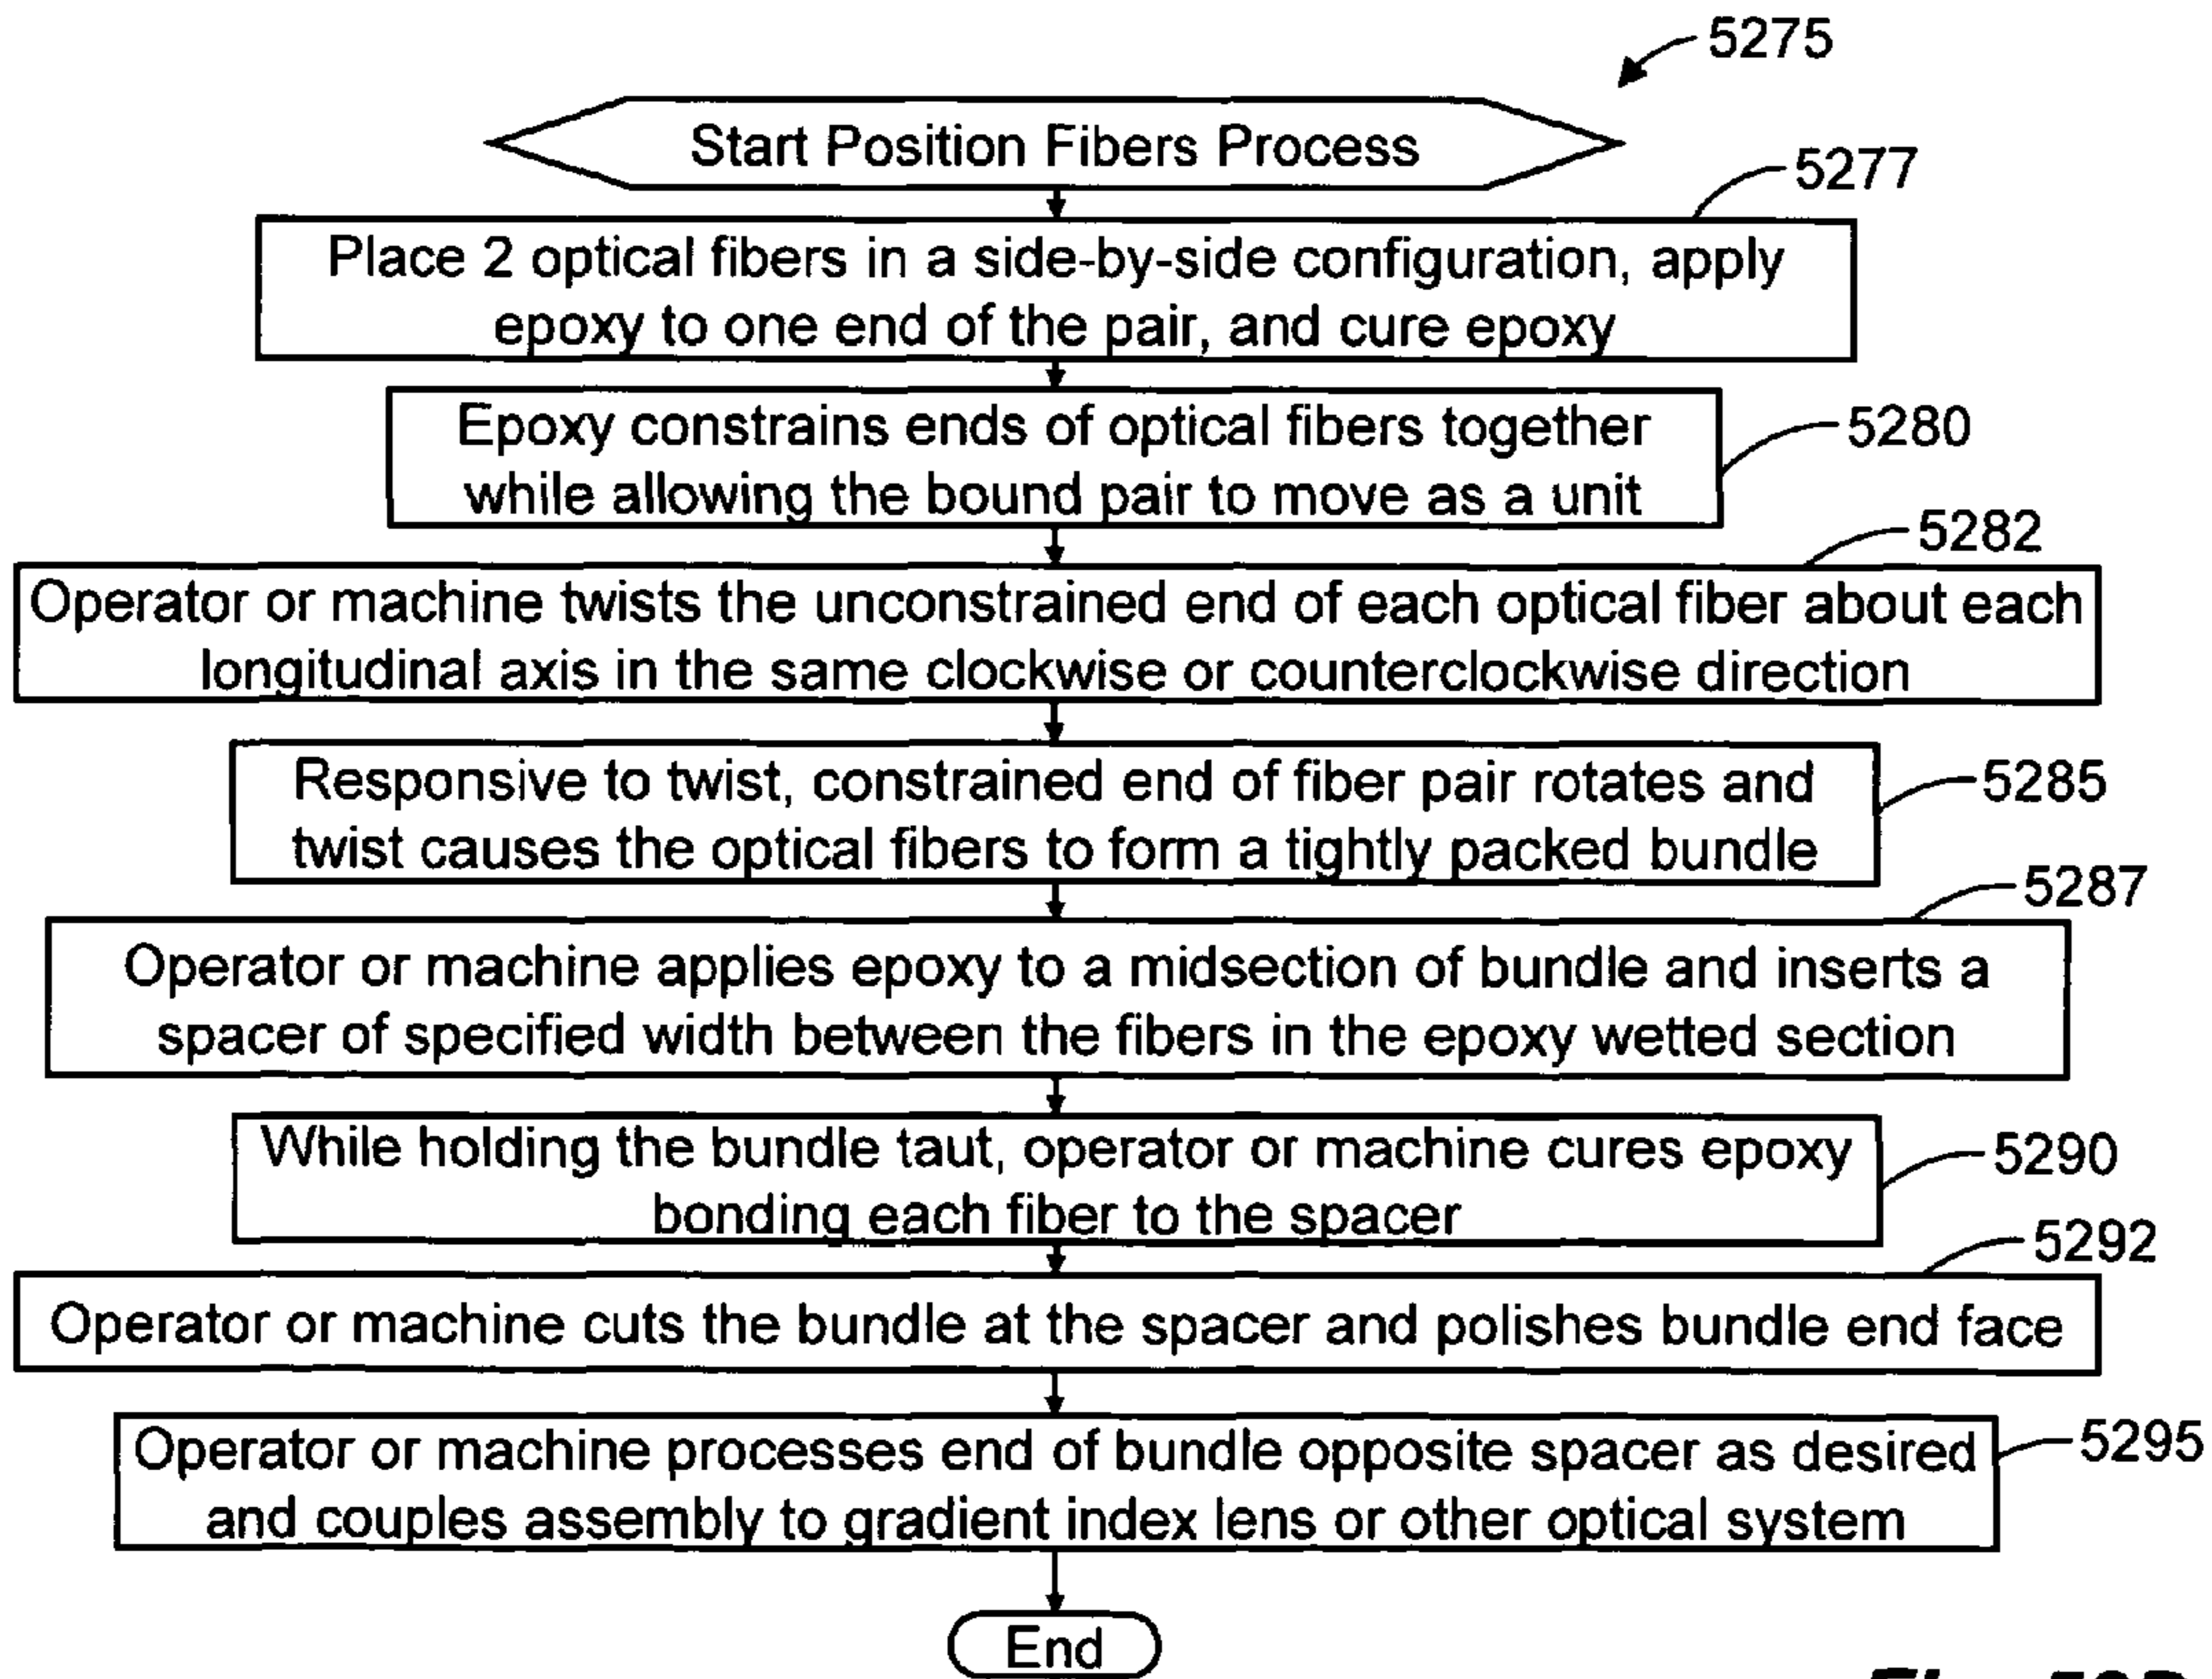 5275
Start Position Fibers Process
5277
Place 2 optical fibers in a side-by-side configuration, apply
epoxy to one end of the pair, and cure epoxy
Epoxy constrains ends of optical fibers together
while allowing the bound pair to move as a unit
5280
5282
Operator or machine twists the unconstrained end of each optical fiber about each
longitudinal axis in the same clockwise or counterclockwise direction
Responsive to twist, constrained end of fiber pair rotates and
twist causes the optical fibers to form a tightly packed bundle
5285
5287
Operator or machine applies epoxy to a midsection of bundle and inserts a
spacer of specified width between the fibers in the epoxy wetted section
While holding the bundle taut, operator or machine cures epoxy
bonding each fiber to the spacer
5290
5292
Operator or machine cuts the bundle at the spacer and polishes bundle end face
Operator or machine processes end of bundle opposite spacer as desired
and couples assembly to gradient index lens or other optical system
5295
End